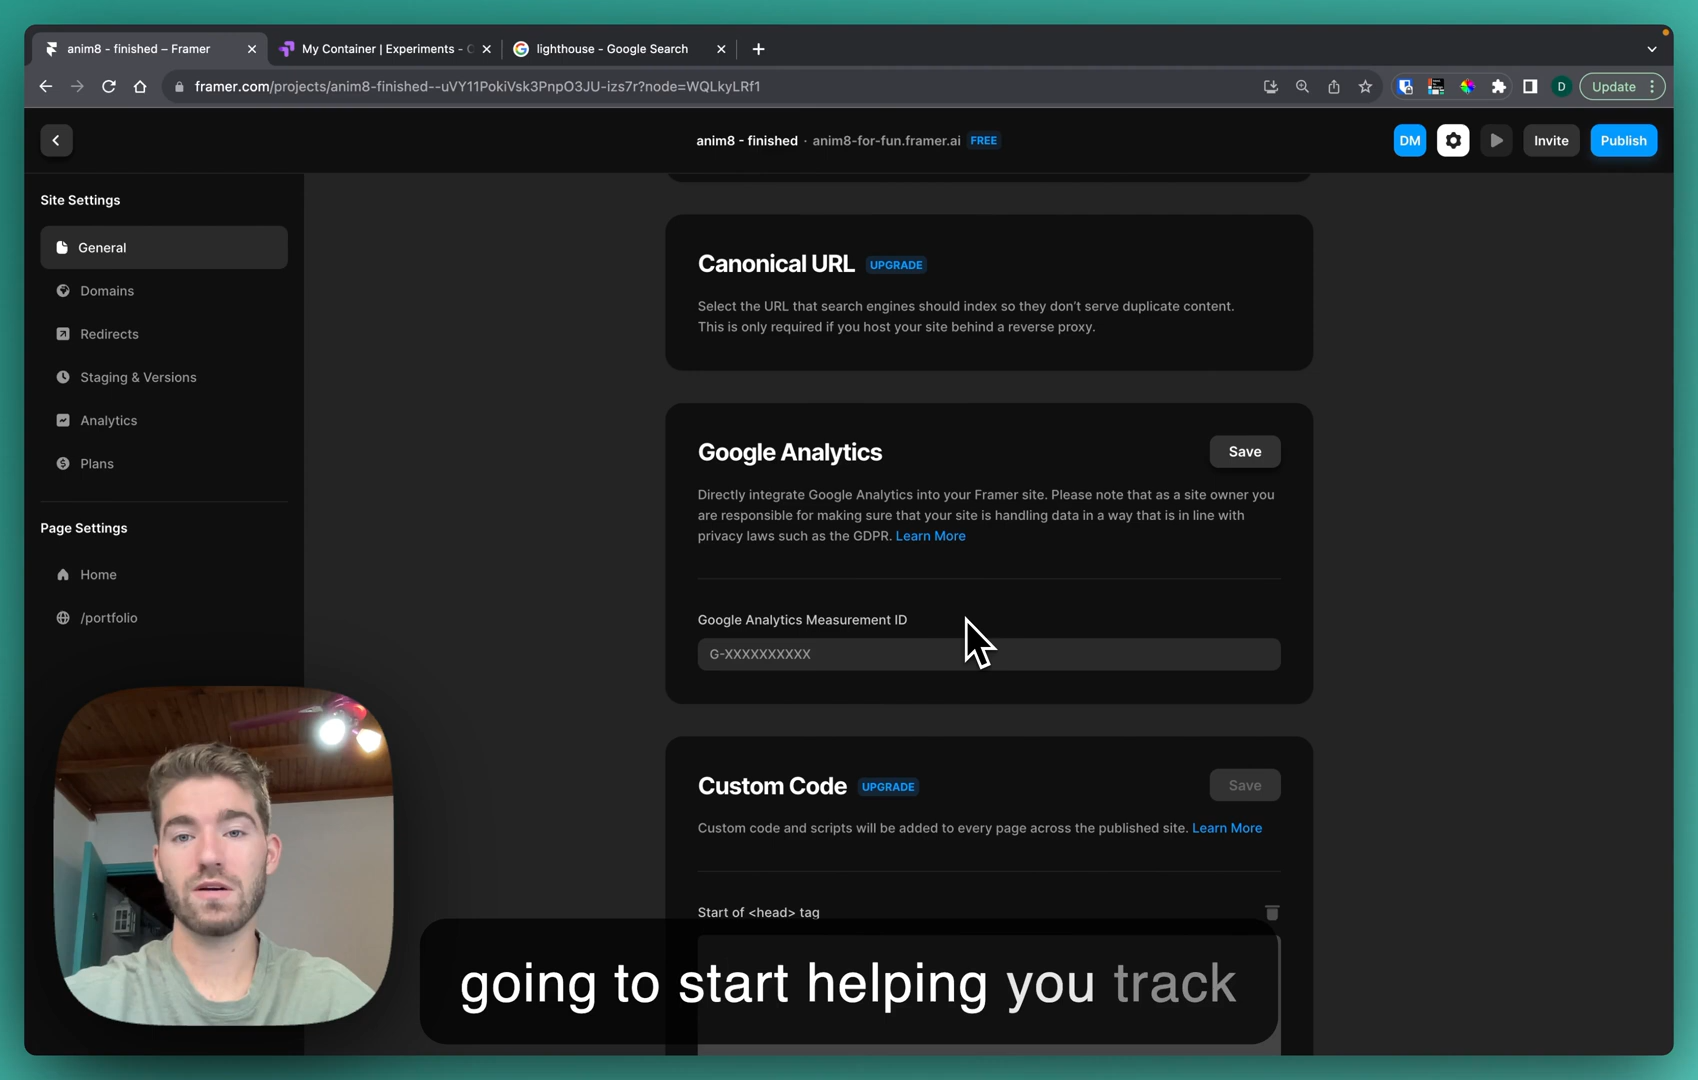 anim8 - finished – Framer
My Container | Experiments -
lighthouse - Google Search
framer.com/projects/anim8-finished--uVY11PokiVsk3PnpO3JU-izs7r?node=WQLkyLRf1
D
Update
anim8 - finished · anim8-for-fun.framer.ai FREE
DM
Invite
Publish
Site Settings
General
Domains
Redirects
Staging & Versions
Analytics
Plans
Page Settings
Home
/portfolio
Canonical URL UPGRADE
Select the URL that search engines should index so they don't serve duplicate content.
This is only required if you host your site behind a reverse proxy.
Google Analytics
Save
Directly integrate Google Analytics into your Framer site. Please note that as a site owner you
are responsible for making sure that your site is handling data in a way that is in line with
privacy laws such as the GDPR. Learn More
Google Analytics Measurement ID
G-XXXXXXXXXX
Custom Code UPGRADE
Save
Custom code and scripts will be added to every page across the published site. Learn More
Start of <head> tag
going to start helping you track